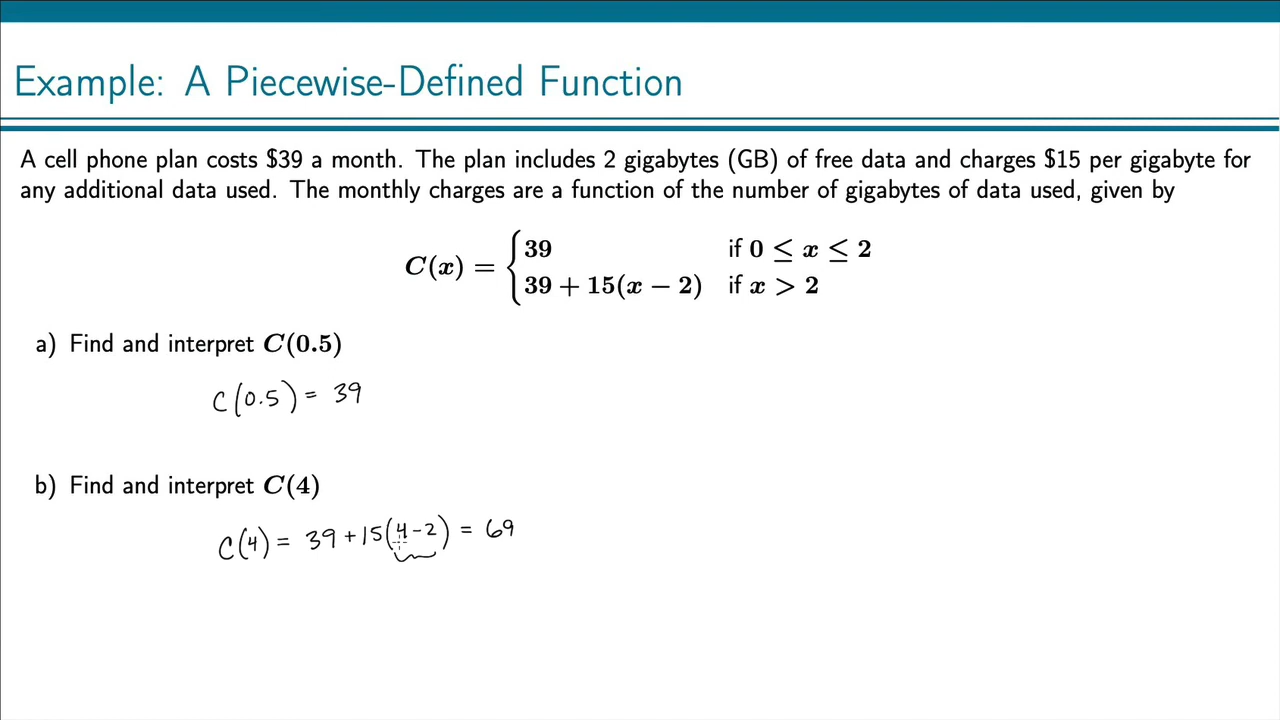 Example: A Piecewise-Defined Function
A cell phone plan costs $39 a month. The plan includes 2 gigabytes (GB) of free data and charges $15 per gigabyte for
any additional data used. The monthly charges are a function of the number of gigabytes of data used, given by
C(x) = { 39 if 0 ≤ x ≤ 2
39 + 15(x − 2) if x > 2
a) Find and interpret C(0.5)
C(0.5) = 39
b) Find and interpret C(4)
C(4) = 39 + 15(4 - 2) = 69